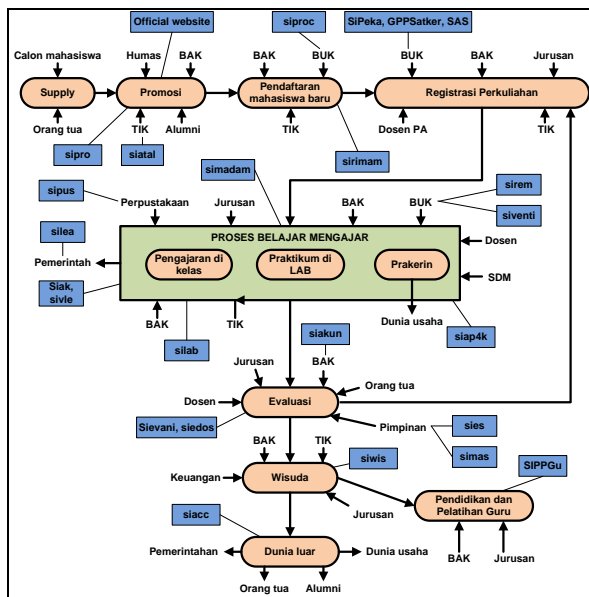 Official website
siproc
SiPeka, GPPSatker, SAS
Calon mahasiswa
Humas
BAK
BAK
BUK
BUK
BAK
Jurusan
Supply
Promosi
Pendaftaran
mahasiswa baru
Registrasi Perkuliahan
Orang tua
TIK
Alumni
TIK
Dosen PA
TIK
sipro
siatal
sirimam
simadam
sipus
sirem
Perpustakaan
Jurusan
BAK
BUK
siventi
silea
PROSES BELAJAR MENGAJAR
Dosen
Pemerintah
Pengajaran di
kelas
Praktikum di
LAB
Prakerin
SDM
Siak,
sivle
BAK
TIK
Dunia usaha
silab
siakun
siap4k
Jurusan
BAK
Orang tua
Dosen
Evaluasi
Sievani, siedos
Pimpinan
sies
simas
BAK
TIK
siwis
SIPPGu
Keuangan
Wisuda
Jurusan
Pendidikan dan
Pelatihan Guru
siacc
Pemerintahan
Dunia luar
Dunia usaha
BAK
Jurusan
Orang tua
Alumni